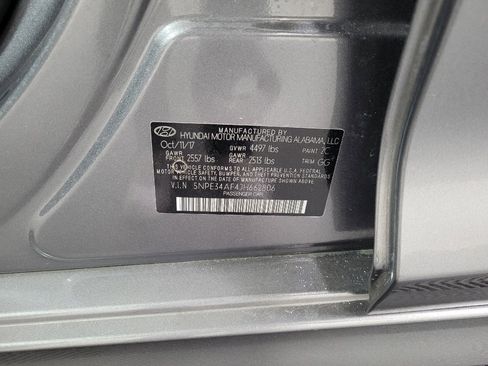 MANUFACTURED BY
HYUNDAI MOTOR MANUFACTURING ALABAMA, LLC
Oct/11/17 GVWR 4497 lbs PAINT 2C
GAWR FRONT 2557 lbs GAWR REAR 2513 lbs TRIM GG
THIS VEHICLE CONFORMS TO ALL APPLICABLE U.S.A. FEDERAL
MOTOR VEHICLE SAFETY, BUMPER, AND THEFT PREVENTION STANDARDS
IN EFFECT ON THE DATE OF MANUFACTURE SHOWN ABOVE.
V.I.N 5NPE34AF4JH662806
PASSENGER CAR